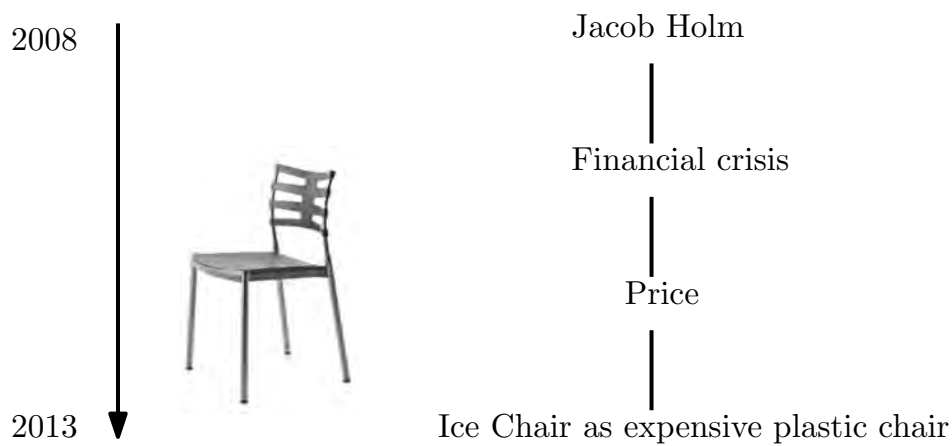 2008
Jacob Holm
Financial crisis
Price
2013
Ice Chair as expensive plastic chair